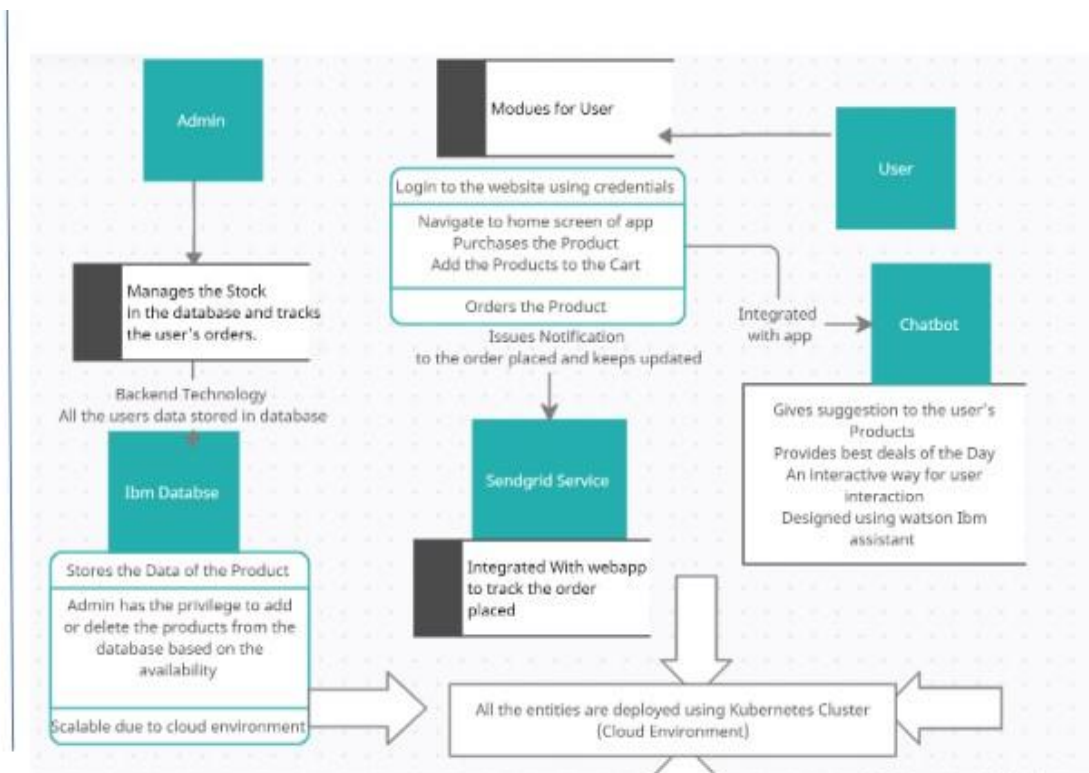 Admin
Manages the Stock
in the database and tracks
the user's orders.
Backend Technology
All the users data stored in database
Ibm Databse
Stores the Data of the Product
Admin has the privilege to add
or delete the products from the
database based on the
availability
Scalable due to cloud environment
Modues for User
Login to the website using credentials
Navigate to home screen of app
Purchases the Product
Add the Products to the Cart
Orders the Product
Issues Notification
to the order placed and keeps updated
Sendgrid Service
Integrated With webapp
to track the order
placed
User
Integrated
with app
Chatbot
Gives suggestion to the user's
Products
Provides best deals of the Day
An interactive way for user
interaction
Designed using watson Ibm
assistant
All the entities are deployed using Kubernetes Cluster
(Cloud Environment)